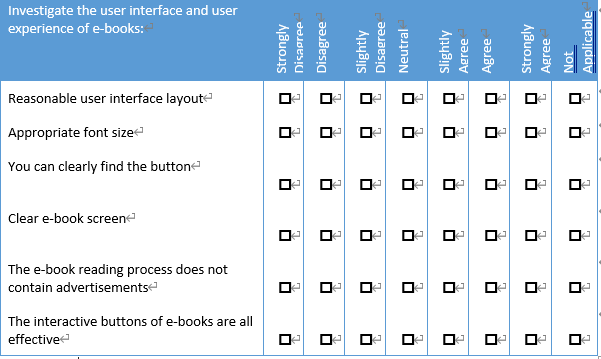 Investigate the user interface and user
experience of e-books:
Strongly
Disagree
Disagree
Slightly
Disagree
Neutral
Slightly
Agree
Agree
Strongly
Agree
Not
Applicable
Reasonable user interface layout
Appropriate font size
You can clearly find the button
Clear e-book screen
The e-book reading process does not
contain advertisements
The interactive buttons of e-books are all
effective